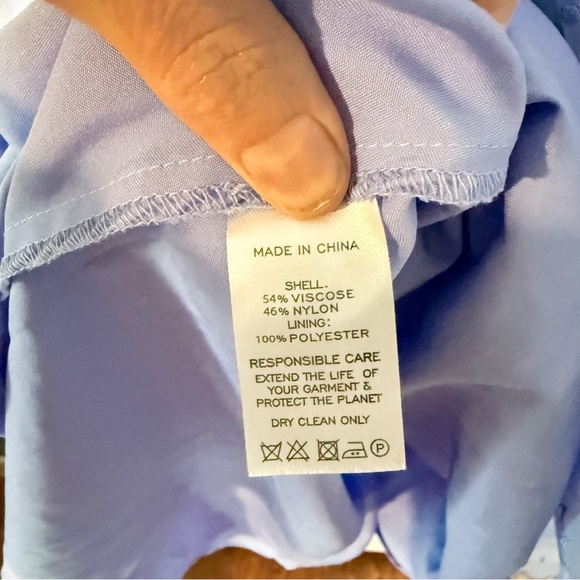 MADE IN CHINA
SHELL.
54% VISCOSE
46% NYLON
LINING:
100% POLYESTER
RESPONSIBLE CARE
EXTEND THE LIFE OF
YOUR GARMENT &
PROTECT THE PLANET
DRY CLEAN ONLY
P